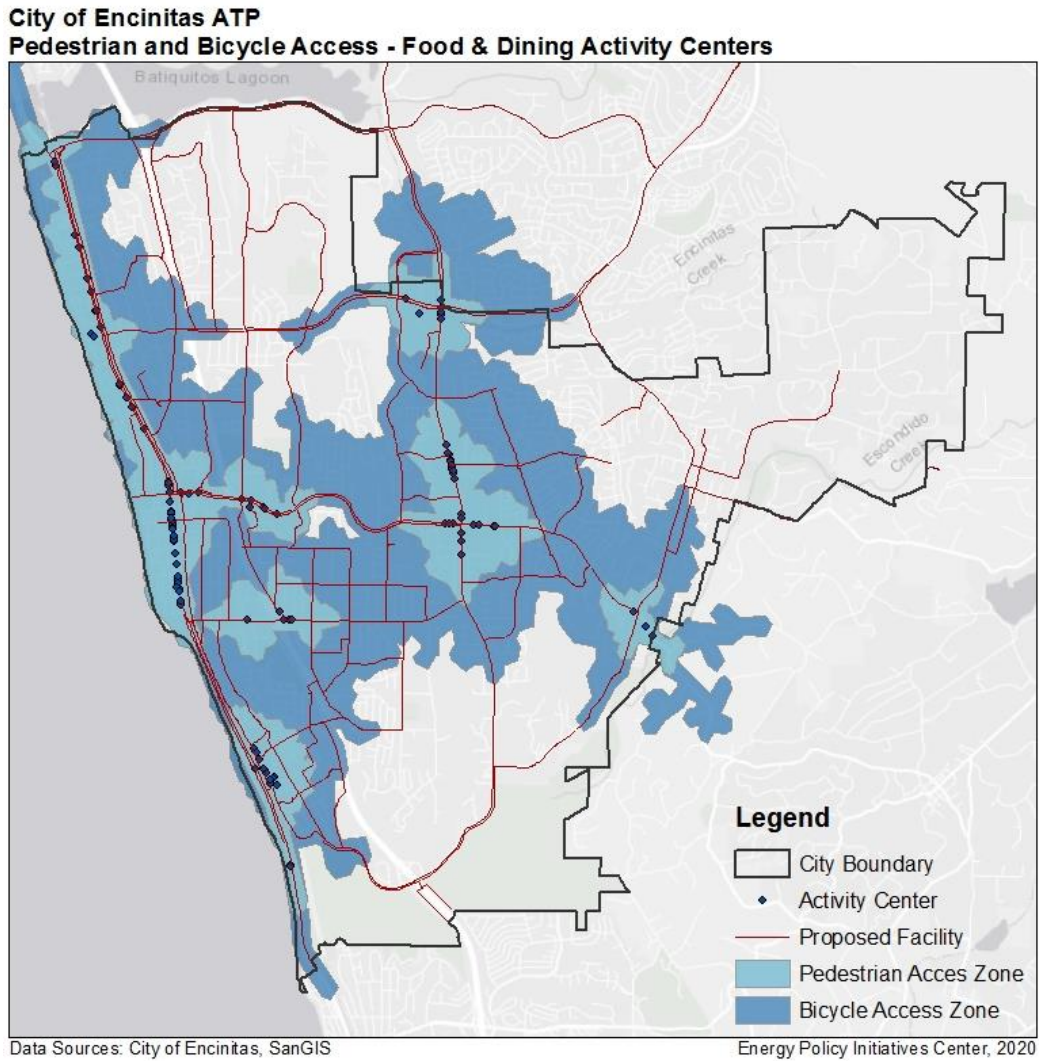 City of Encinitas ATP
Pedestrian and Bicycle Access - Food & Dining Activity Centers
Batiquitos Lagoon
Encinitas
Creek
Escondido
Creek
Legend
City Boundary
Activity Center
Proposed Facility
Pedestrian Acces Zone
Bicycle Access Zone
Data Sources: City of Encinitas, SanGIS
Energy Policy Initiatives Center, 2020